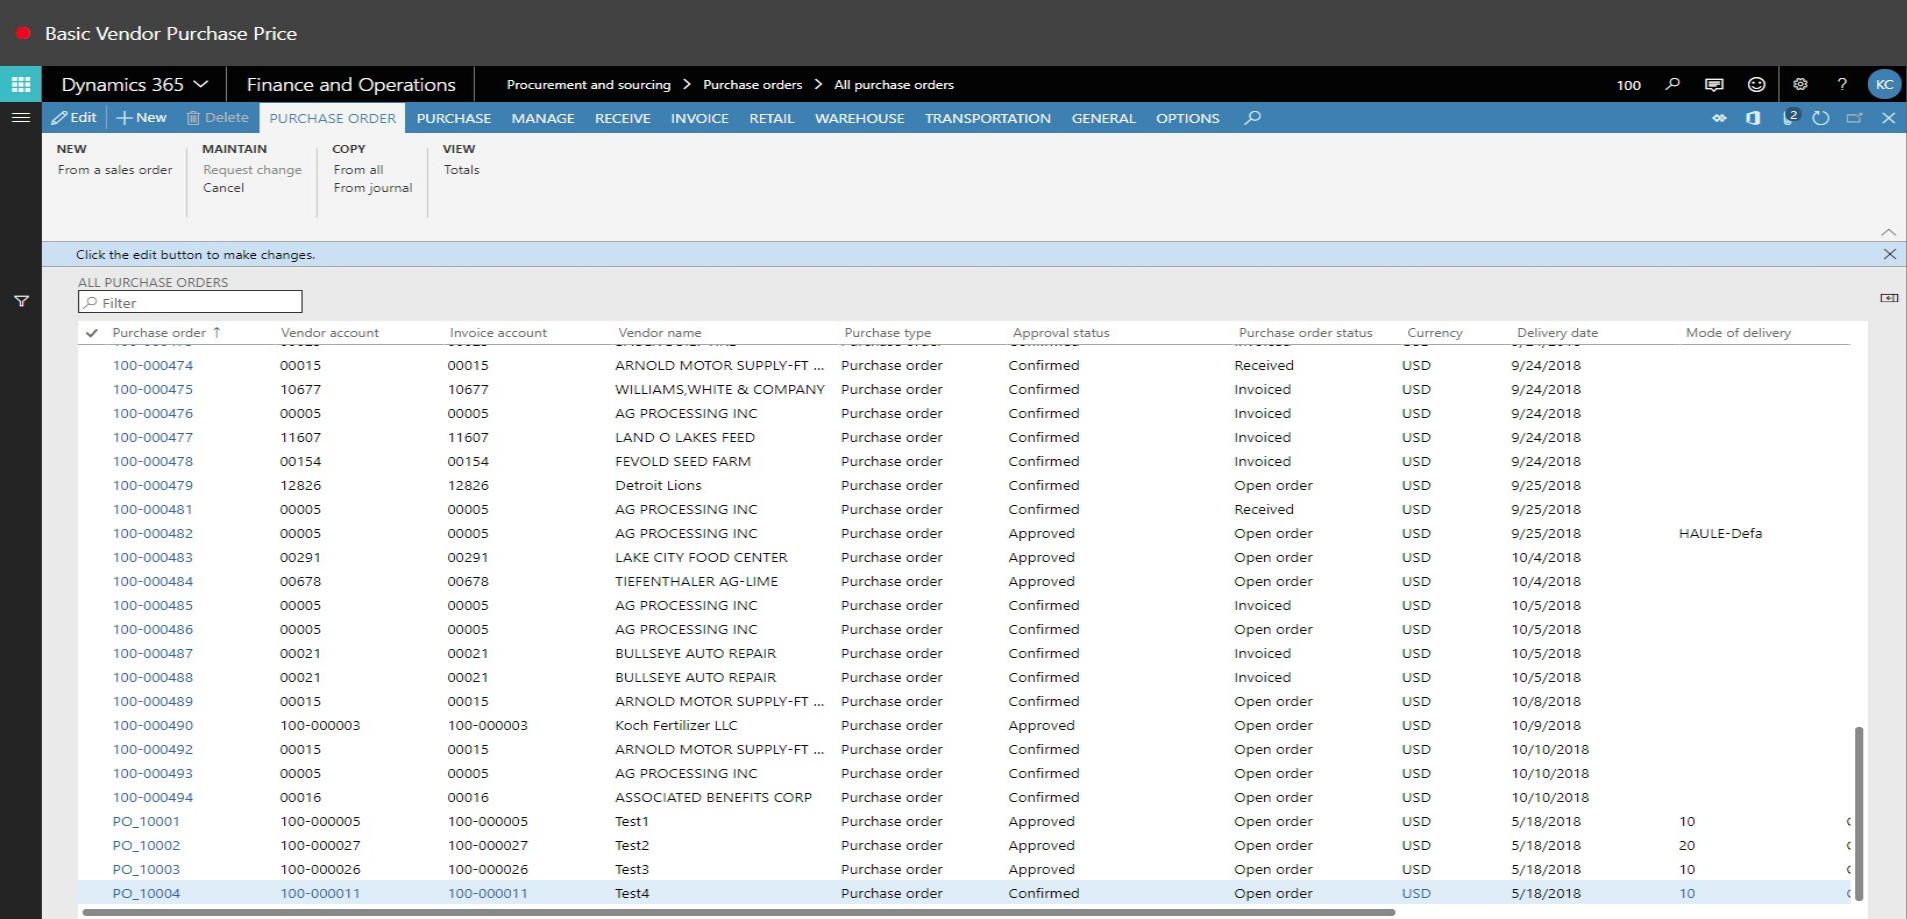 Basic Vendor Purchase Price
Dynamics 365 Finance and Operations Procurement and sourcing > Purchase orders > All purchase orders 100 ? KC
Edit + New Delete PURCHASE ORDER PURCHASE MANAGE RECEIVE INVOICE RETAIL WAREHOUSE TRANSPORTATION GENERAL OPTIONS 2
NEW MAINTAIN COPY VIEW
From a sales order Request change From all Totals
Cancel From journal
Click the edit button to make changes.
ALL PURCHASE ORDERS
Filter
Purchase order ↑ Vendor account Invoice account Vendor name Purchase type Approval status Purchase order status Currency Delivery date Mode of delivery
100-000474 00015 00015 ARNOLD MOTOR SUPPLY-FT ... Purchase order Confirmed Received USD 9/24/2018
100-000475 10677 10677 WILLIAMS,WHITE & COMPANY Purchase order Confirmed Invoiced USD 9/24/2018
100-000476 00005 00005 AG PROCESSING INC Purchase order Confirmed Invoiced USD 9/24/2018
100-000477 11607 11607 LAND O LAKES FEED Purchase order Confirmed Invoiced USD 9/24/2018
100-000478 00154 00154 FEVOLD SEED FARM Purchase order Confirmed Invoiced USD 9/24/2018
100-000479 12826 12826 Detroit Lions Purchase order Confirmed Open order USD 9/25/2018
100-000481 00005 00005 AG PROCESSING INC Purchase order Confirmed Received USD 9/25/2018
100-000482 00005 00005 AG PROCESSING INC Purchase order Approved Open order USD 9/25/2018 HAULE-Defa
100-000483 00291 00291 LAKE CITY FOOD CENTER Purchase order Approved Open order USD 10/4/2018
100-000484 00678 00678 TIEFENTHALER AG-LIME Purchase order Approved Open order USD 10/4/2018
100-000485 00005 00005 AG PROCESSING INC Purchase order Confirmed Invoiced USD 10/5/2018
100-000486 00005 00005 AG PROCESSING INC Purchase order Confirmed Open order USD 10/5/2018
100-000487 00021 00021 BULLSEYE AUTO REPAIR Purchase order Confirmed Invoiced USD 10/5/2018
100-000488 00021 00021 BULLSEYE AUTO REPAIR Purchase order Confirmed Invoiced USD 10/5/2018
100-000489 00015 00015 ARNOLD MOTOR SUPPLY-FT ... Purchase order Confirmed Open order USD 10/8/2018
100-000490 100-000003 100-000003 Koch Fertilizer LLC Purchase order Approved Open order USD 10/9/2018
100-000492 00015 00015 ARNOLD MOTOR SUPPLY-FT ... Purchase order Confirmed Open order USD 10/10/2018
100-000493 00005 00005 AG PROCESSING INC Purchase order Confirmed Open order USD 10/10/2018
100-000494 00016 00016 ASSOCIATED BENEFITS CORP Purchase order Confirmed Open order USD 10/10/2018
PO_10001 100-000005 100-000005 Test1 Purchase order Approved Open order USD 5/18/2018 10
PO_10002 100-000027 100-000027 Test2 Purchase order Approved Open order USD 5/18/2018 20
PO_10003 100-000026 100-000026 Test3 Purchase order Approved Open order USD 5/18/2018 10
PO_10004 100-000011 100-000011 Test4 Purchase order Confirmed Open order USD 5/18/2018 10